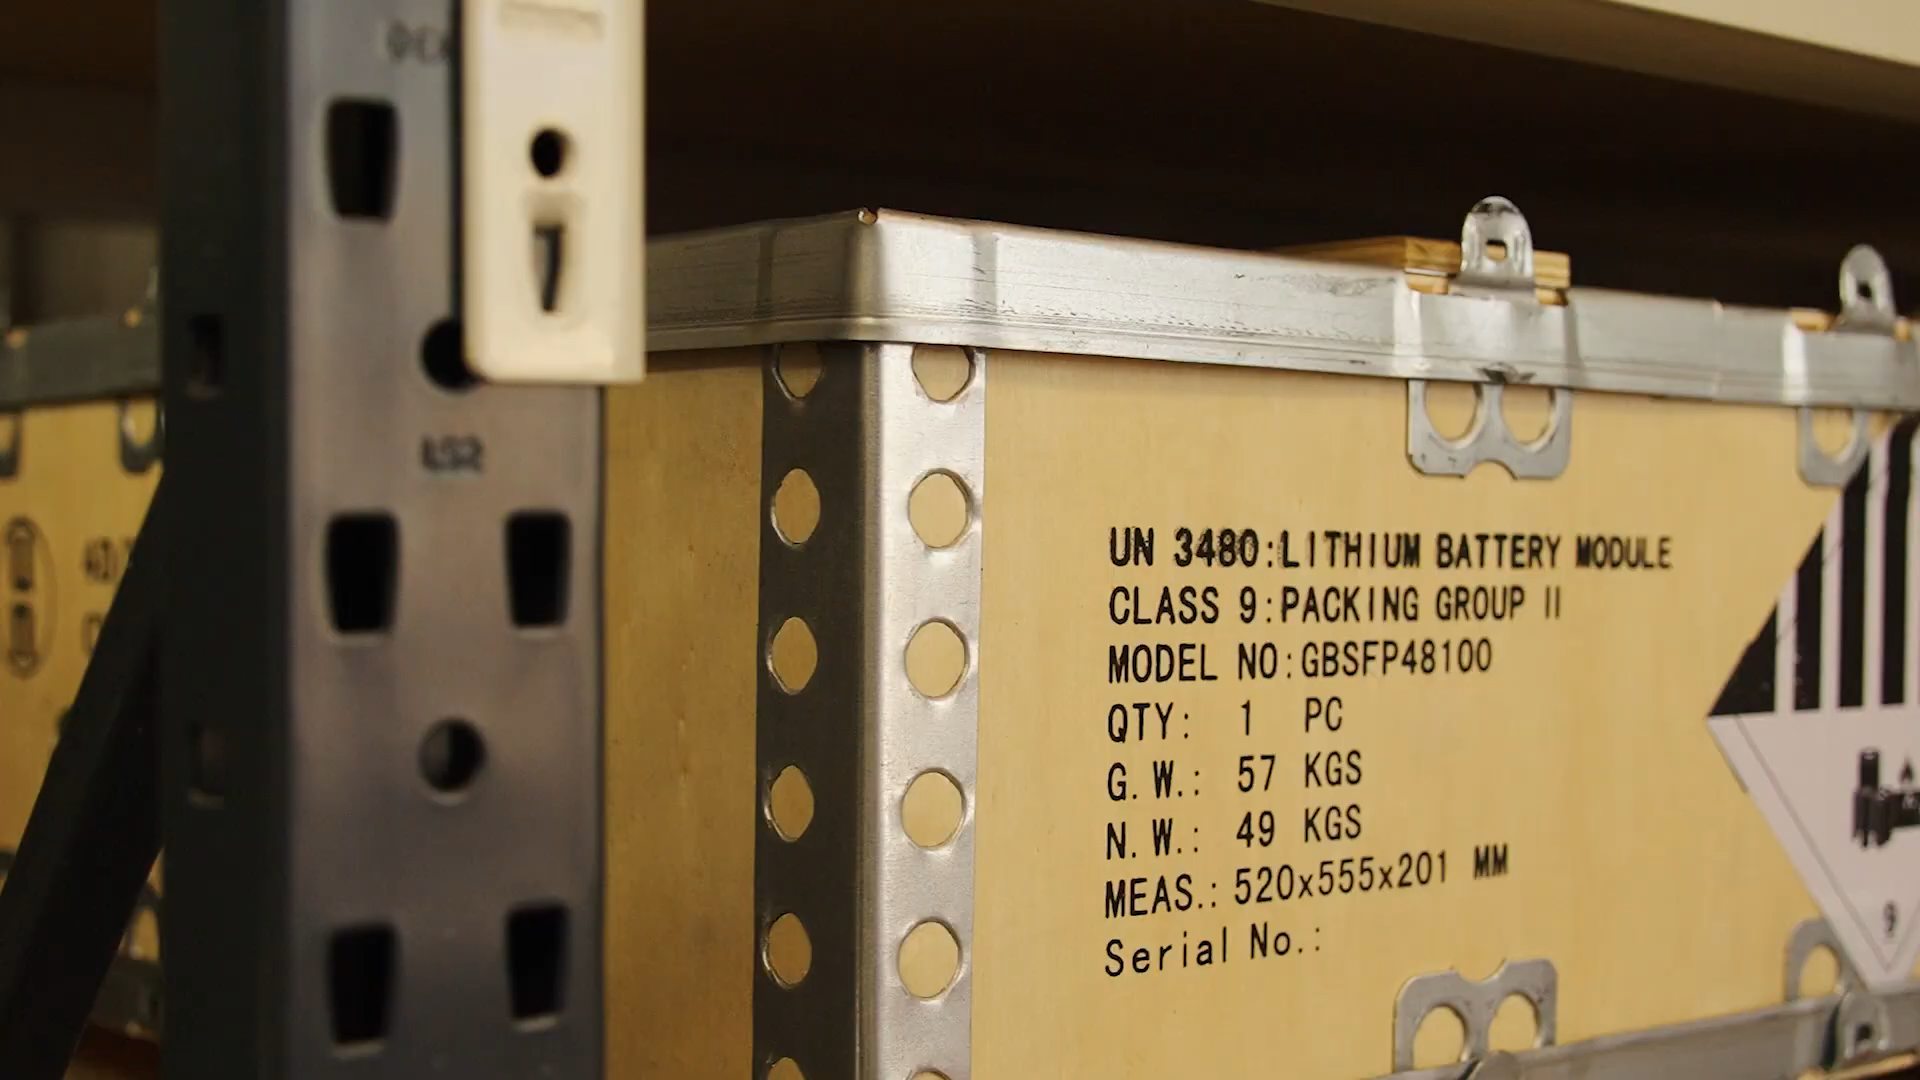 UN 3480:LITHIUM BATTERY MODULE
CLASS 9:PACKING GROUP II
MODEL NO:GBSFP48100
QTY: 1 PC
G.W.: 57 KGS
N.W.: 49 KGS
MEAS.: 520x555x201 MM
Serial No.:
9